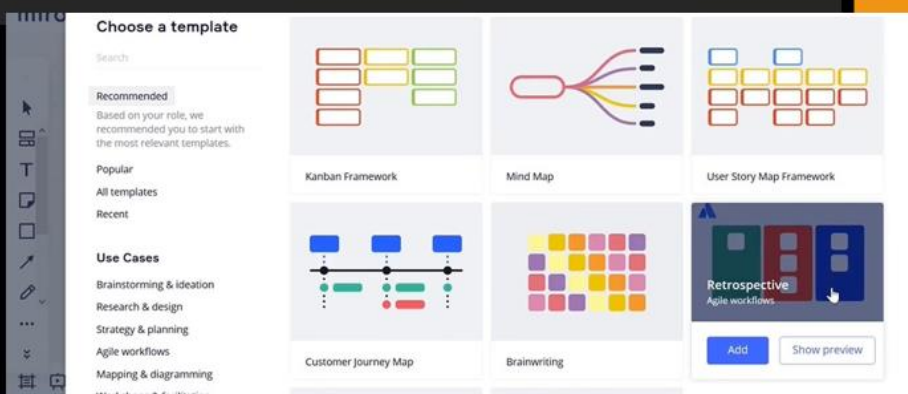 miro
Choose a template
Search
Recommended
Based on your role, we
recommended you to start with
the most relevant templates.
Popular
All templates
Recent
Use Cases
Brainstorming & ideation
Research & design
Strategy & planning
Agile workflows
Mapping & diagramming
Kanban Framework
Mind Map
User Story Map Framework
Customer Journey Map
Brainwriting
Retrospective
Agile workflows
Add
Show preview
T